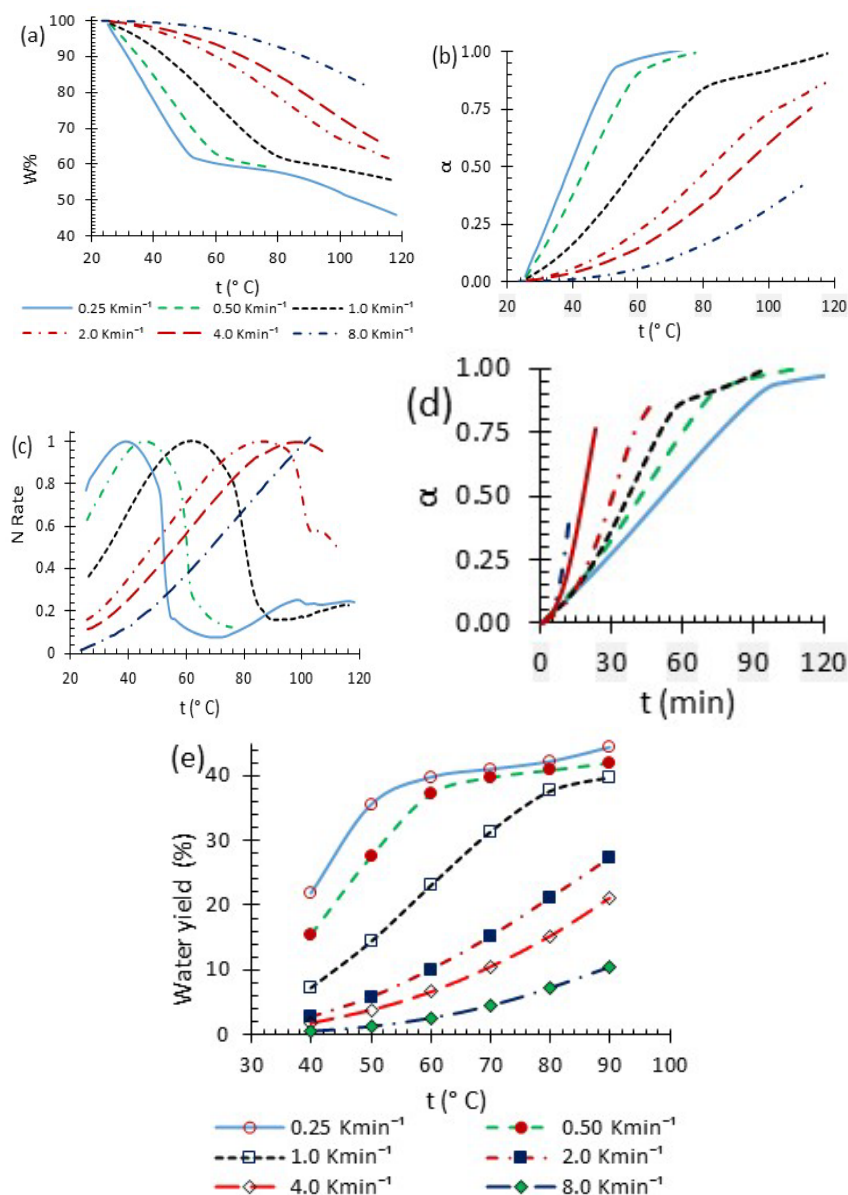 (a)
100
90
80
70
60
50
40
W%
20 40 60 80 100 120
t (° C)
0.25 Kmin⁻¹ 0.50 Kmin⁻¹ 1.0 Kmin⁻¹
2.0 Kmin⁻¹ 4.0 Kmin⁻¹ 8.0 Kmin⁻¹
(b)
1.00
0.75
0.50
0.25
0.00
α
20 40 60 80 100 120
t (° C)
(c)
1
0.8
0.6
0.4
0.2
0
N Rate
20 40 60 80 100 120
t (° C)
(d)
1.00
0.75
0.50
0.25
0.00
α
0 30 60 90 120
t (min)
(e)
40
30
20
10
0
Water yield (%)
30 40 50 60 70 80 90 100
t (° C)
0.25 Kmin⁻¹ 0.50 Kmin⁻¹
1.0 Kmin⁻¹ 2.0 Kmin⁻¹
4.0 Kmin⁻¹ 8.0 Kmin⁻¹